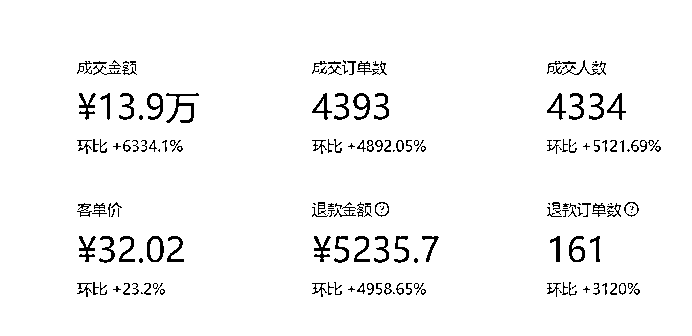 成交金额 成交订单数 成交人数
¥13.9万 4393 4334
环比 +6334.1% 环比 +4892.05% 环比 +5121.69%
客单价 退款金额? 退款订单数?
¥32.02 ¥5235.7 161
环比 +23.2% 环比 +4958.65% 环比 +3120%